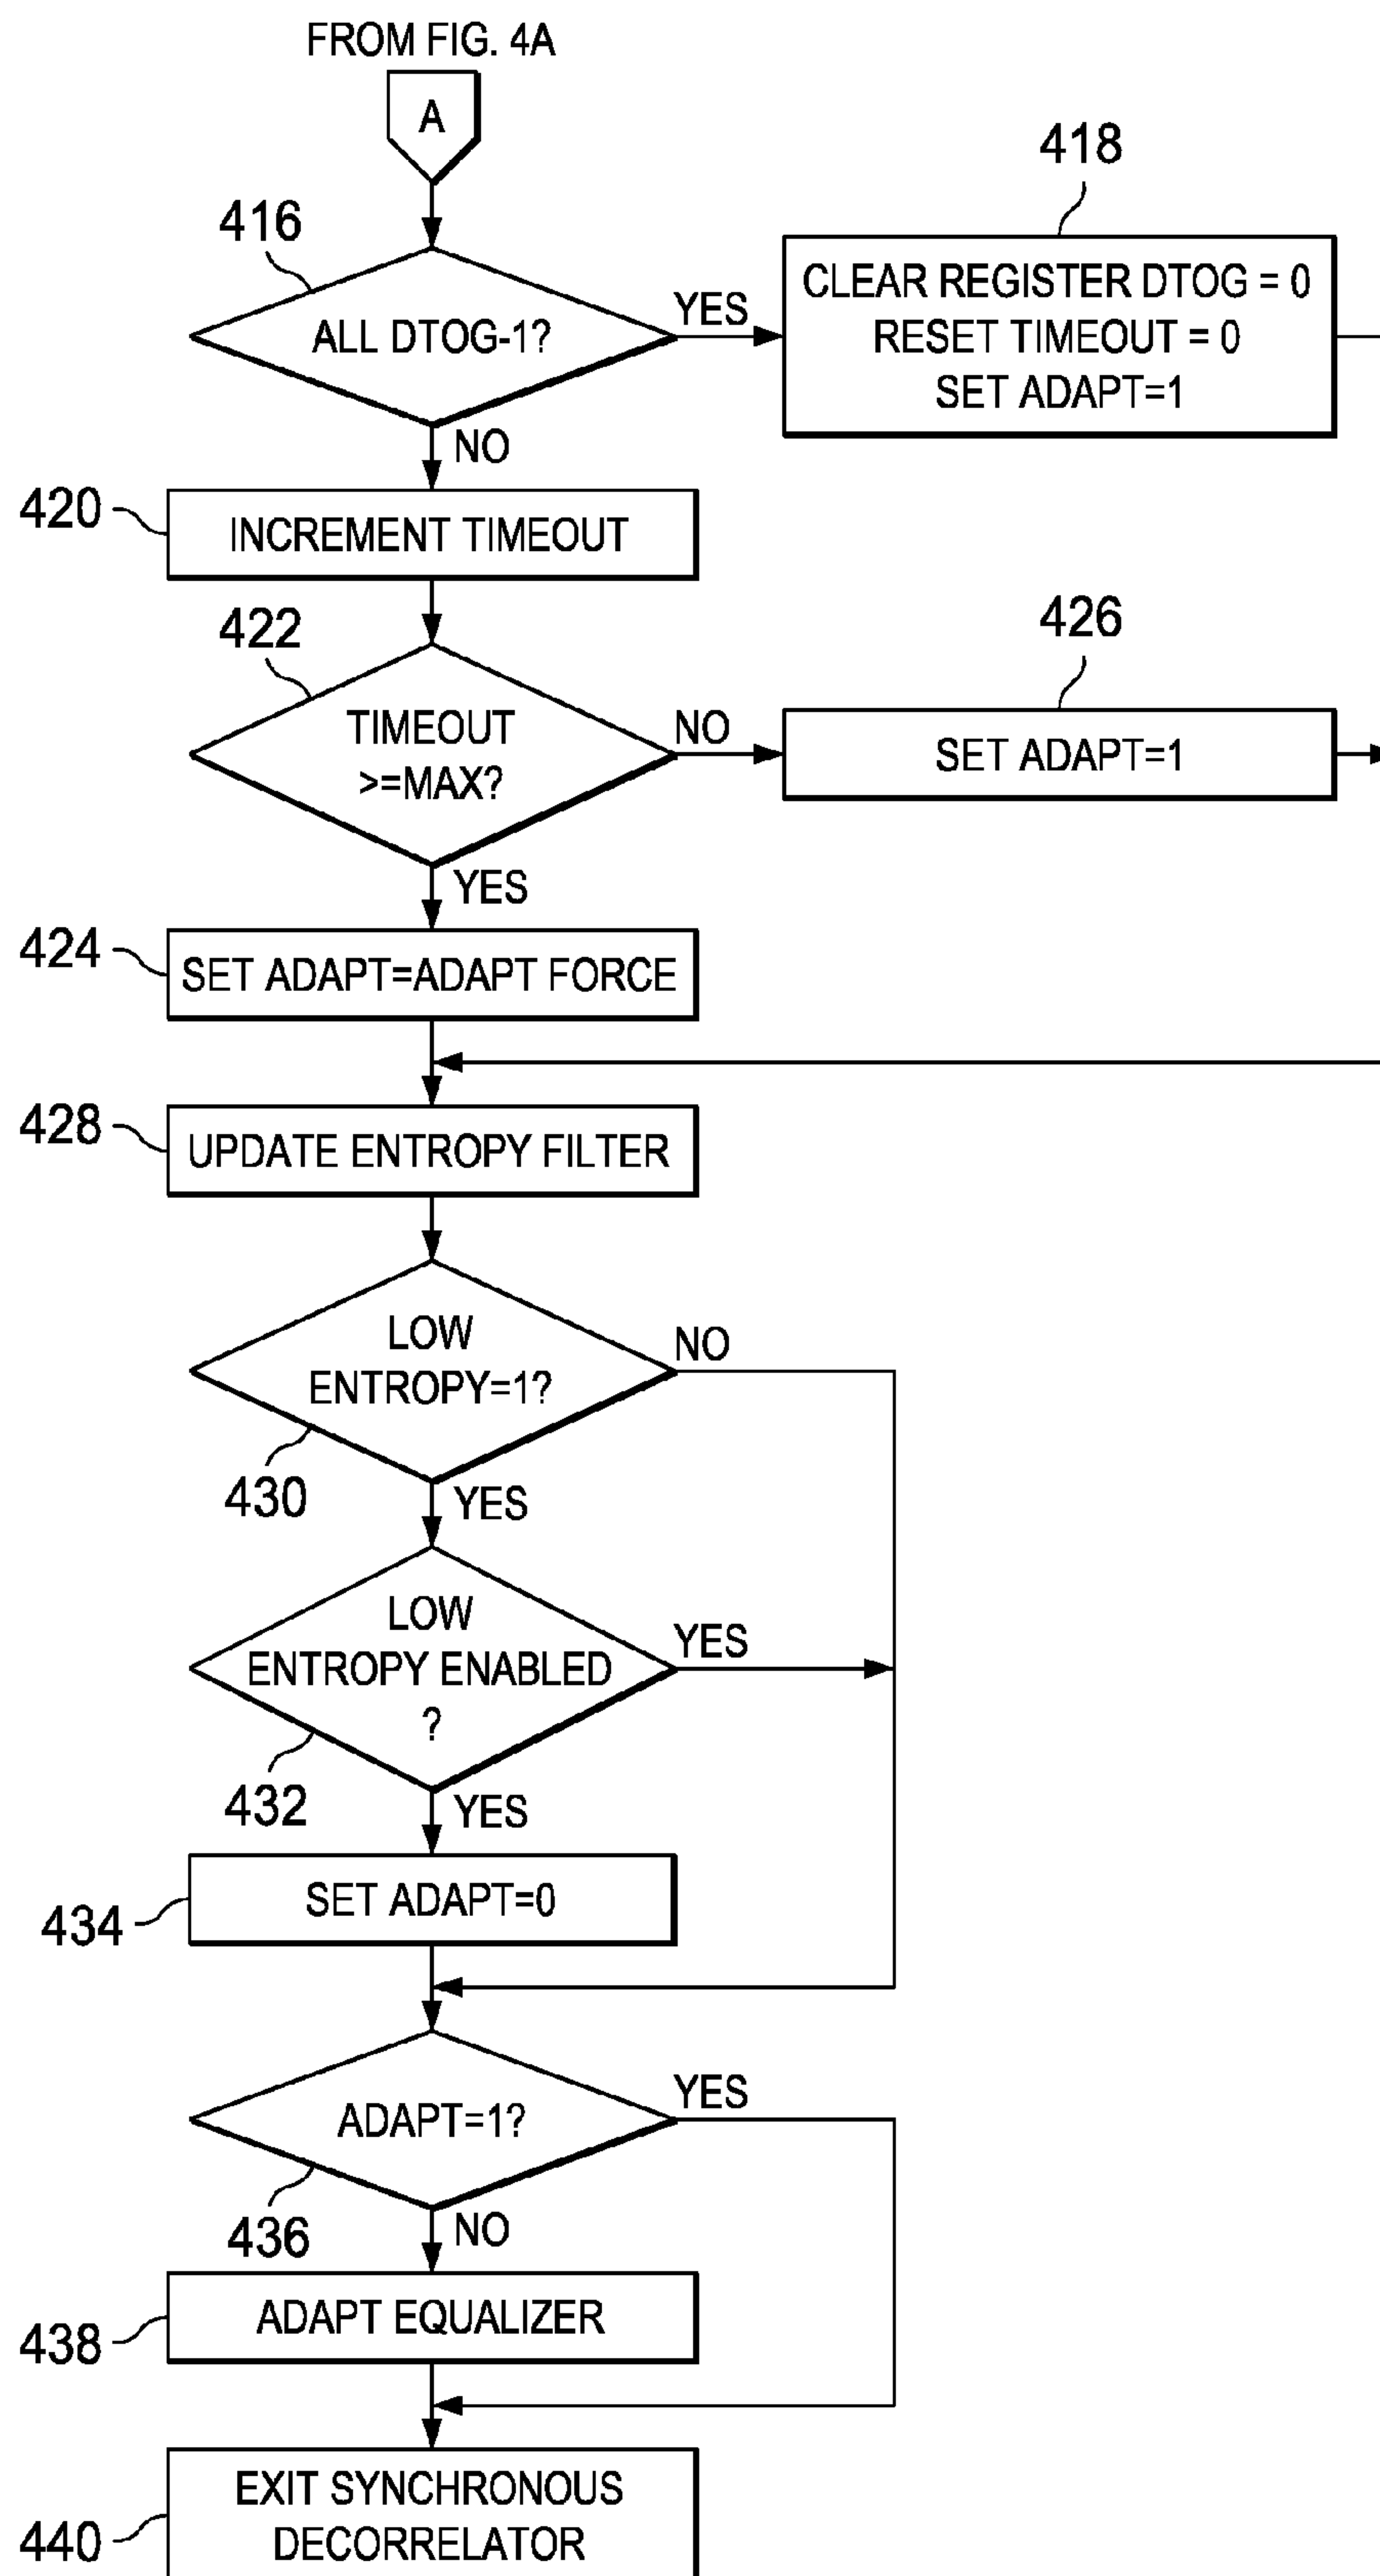 FROM FIG. 4A
A
416
ALL DTOG-1?
YES
418
CLEAR REGISTER DTOG = 0
RESET TIMEOUT = 0
SET ADAPT=1
NO
420
INCREMENT TIMEOUT
422
TIMEOUT
>=MAX?
NO
426
SET ADAPT=1
YES
424
SET ADAPT=ADAPT FORCE
428
UPDATE ENTROPY FILTER
LOW
ENTROPY=1?
NO
430
YES
LOW
ENTROPY ENABLED
?
YES
432
YES
434
SET ADAPT=0
ADAPT=1?
YES
436
NO
438
ADAPT EQUALIZER
440
EXIT SYNCHRONOUS
DECORRELATOR